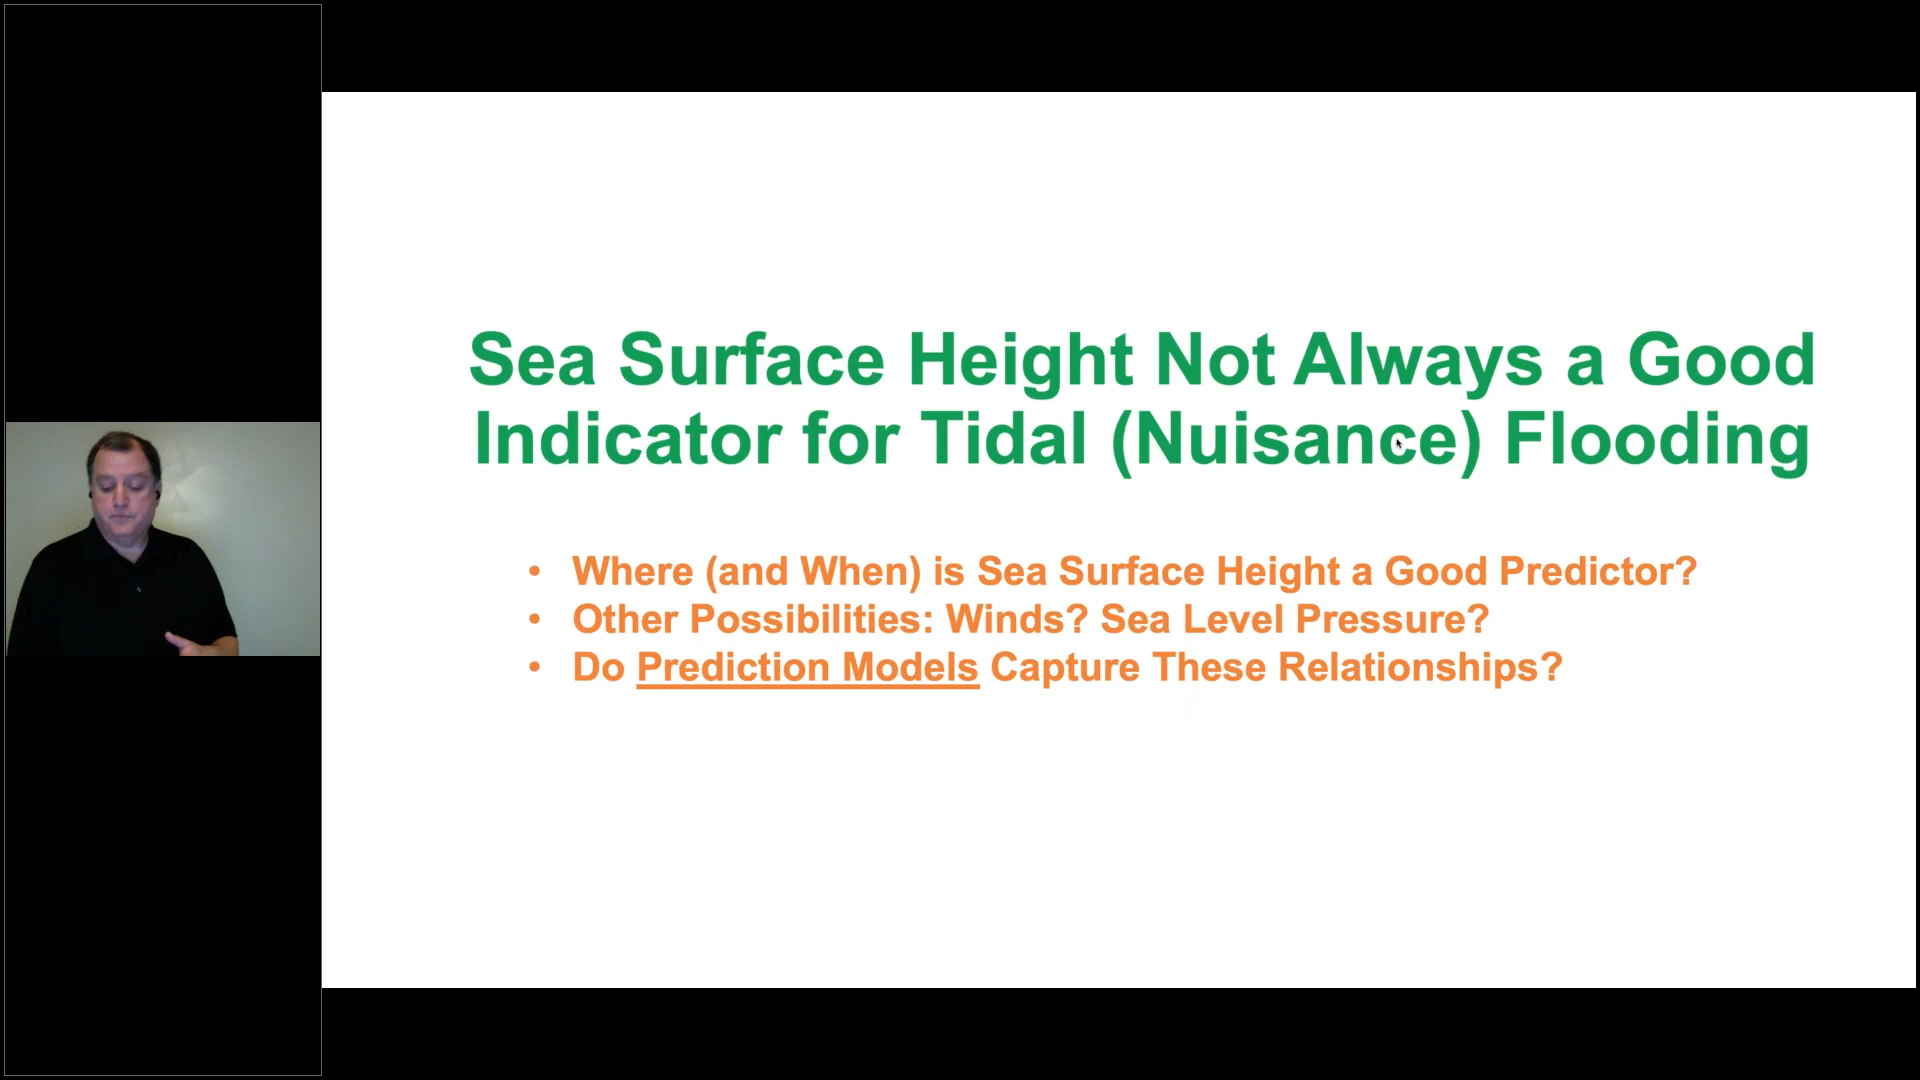 Sea Surface Height Not Always a Good
Indicator for Tidal (Nuisance) Flooding
• Where (and When) is Sea Surface Height a Good Predictor?
• Other Possibilities: Winds? Sea Level Pressure?
• Do Prediction Models Capture These Relationships?